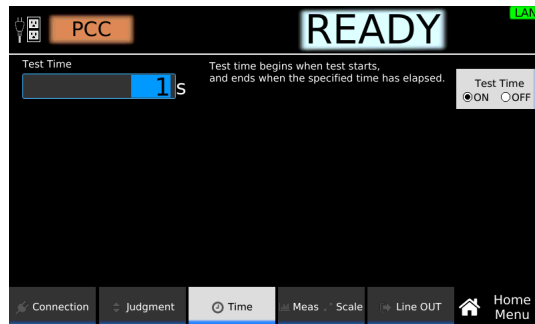 PCC
READY
LAN
Test Time
1 s
Test time begins when test starts,
and ends when the specified time has elapsed.
Test Time
ON OFF
Connection
Judgment
Time
Meas Scale
Line OUT
Home
Menu